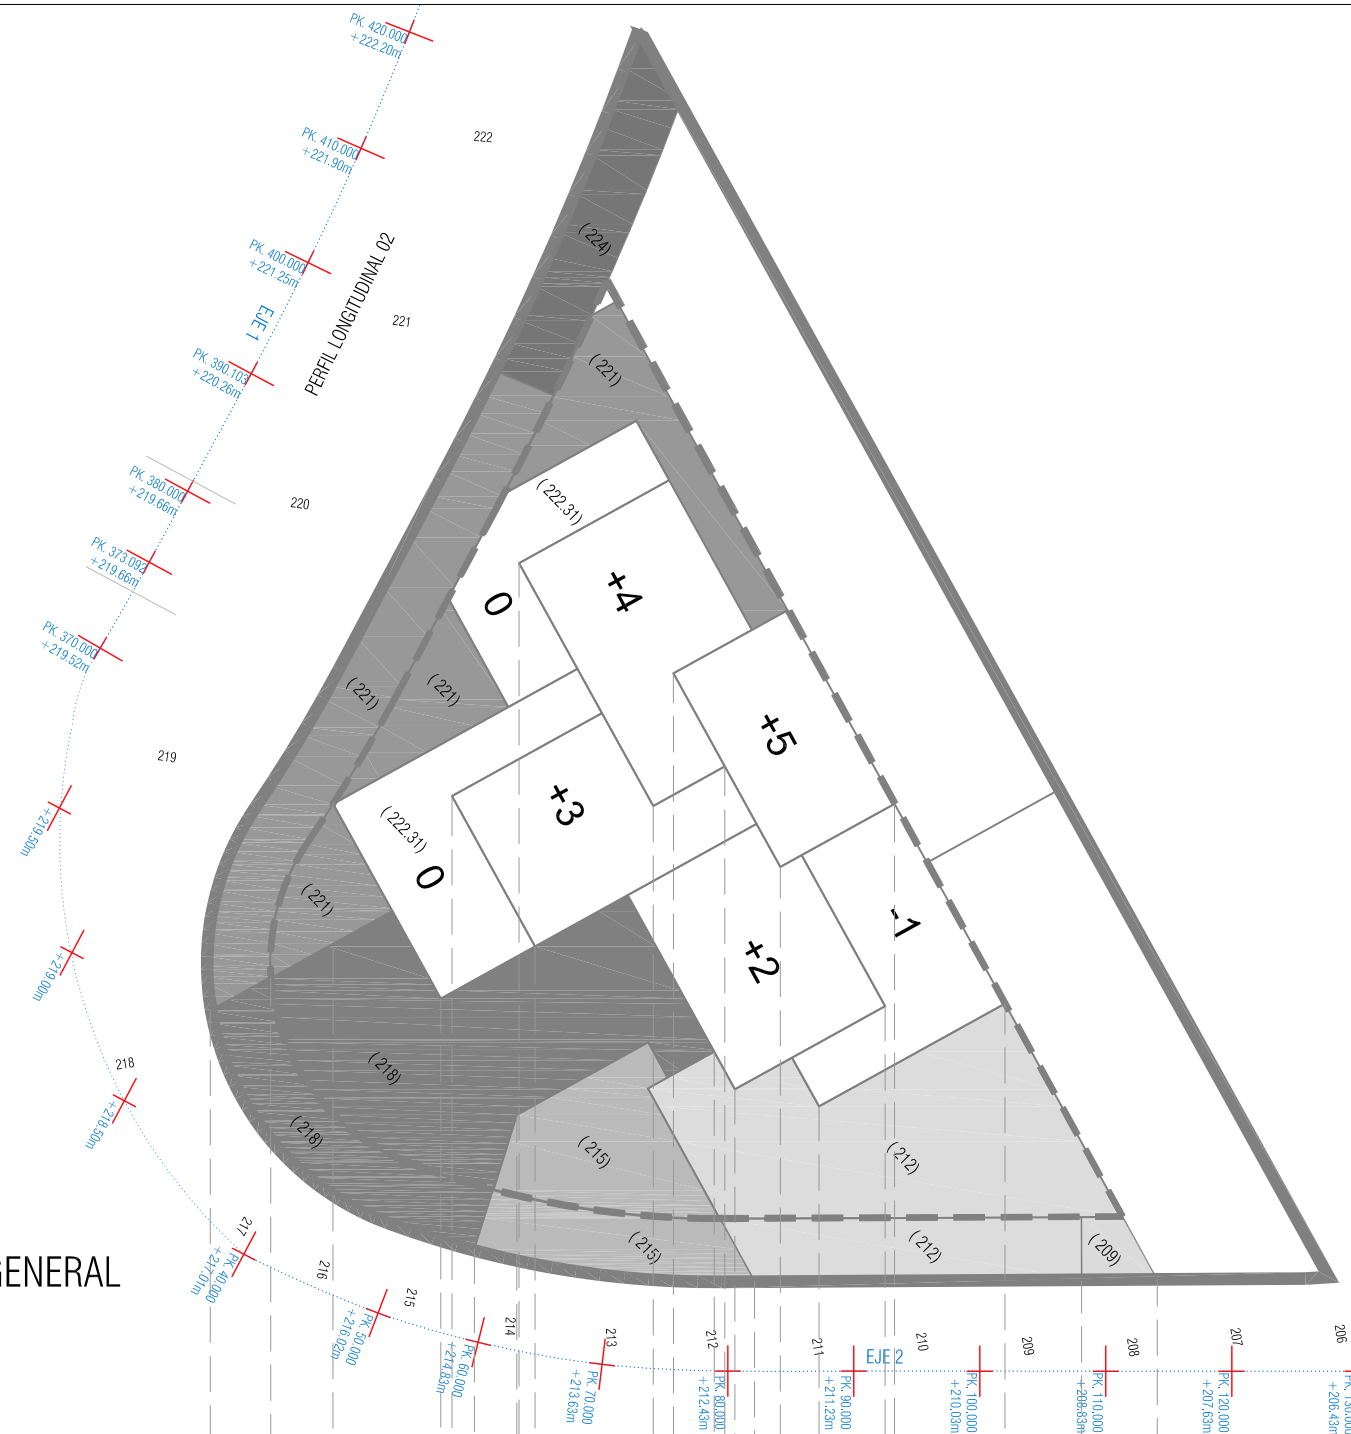 PK. 420.000
+222.20m
222
PK. 410.000
+221.90m
(224)
PK. 400.000
+221.25m
EJE 1
PERFIL LONGITUDINAL 02
221
PK. 390.103
+220.26m
(221)
PK. 380.000
+219.66m
220
(222.31)
PK. 373.092
+219.66m
0
+4
PK. 370.000
+219.52m
(221)
(221)
219
+5
+3
(222.31)
0
+219.50m
(221)
-1
+2
+219.00m
218
(218)
+218.50m
(218)
(215)
(212)
217
(215)
(212)
(209)
GENERAL
PK. 40.000
+217.01m
216
215
PK. 50.000
+216.02m
214
PK. 60.000
+214.83m
213
PK. 70.000
+213.63m
212
PK. 80.000
+212.43m
211
EJE 2
PK. 90.000
+211.23m
210
PK. 100.000
+210.03m
209
PK. 110.000
+208.83m
208
PK. 120.000
+207.63m
207
206
PK. 130.000
+206.43m